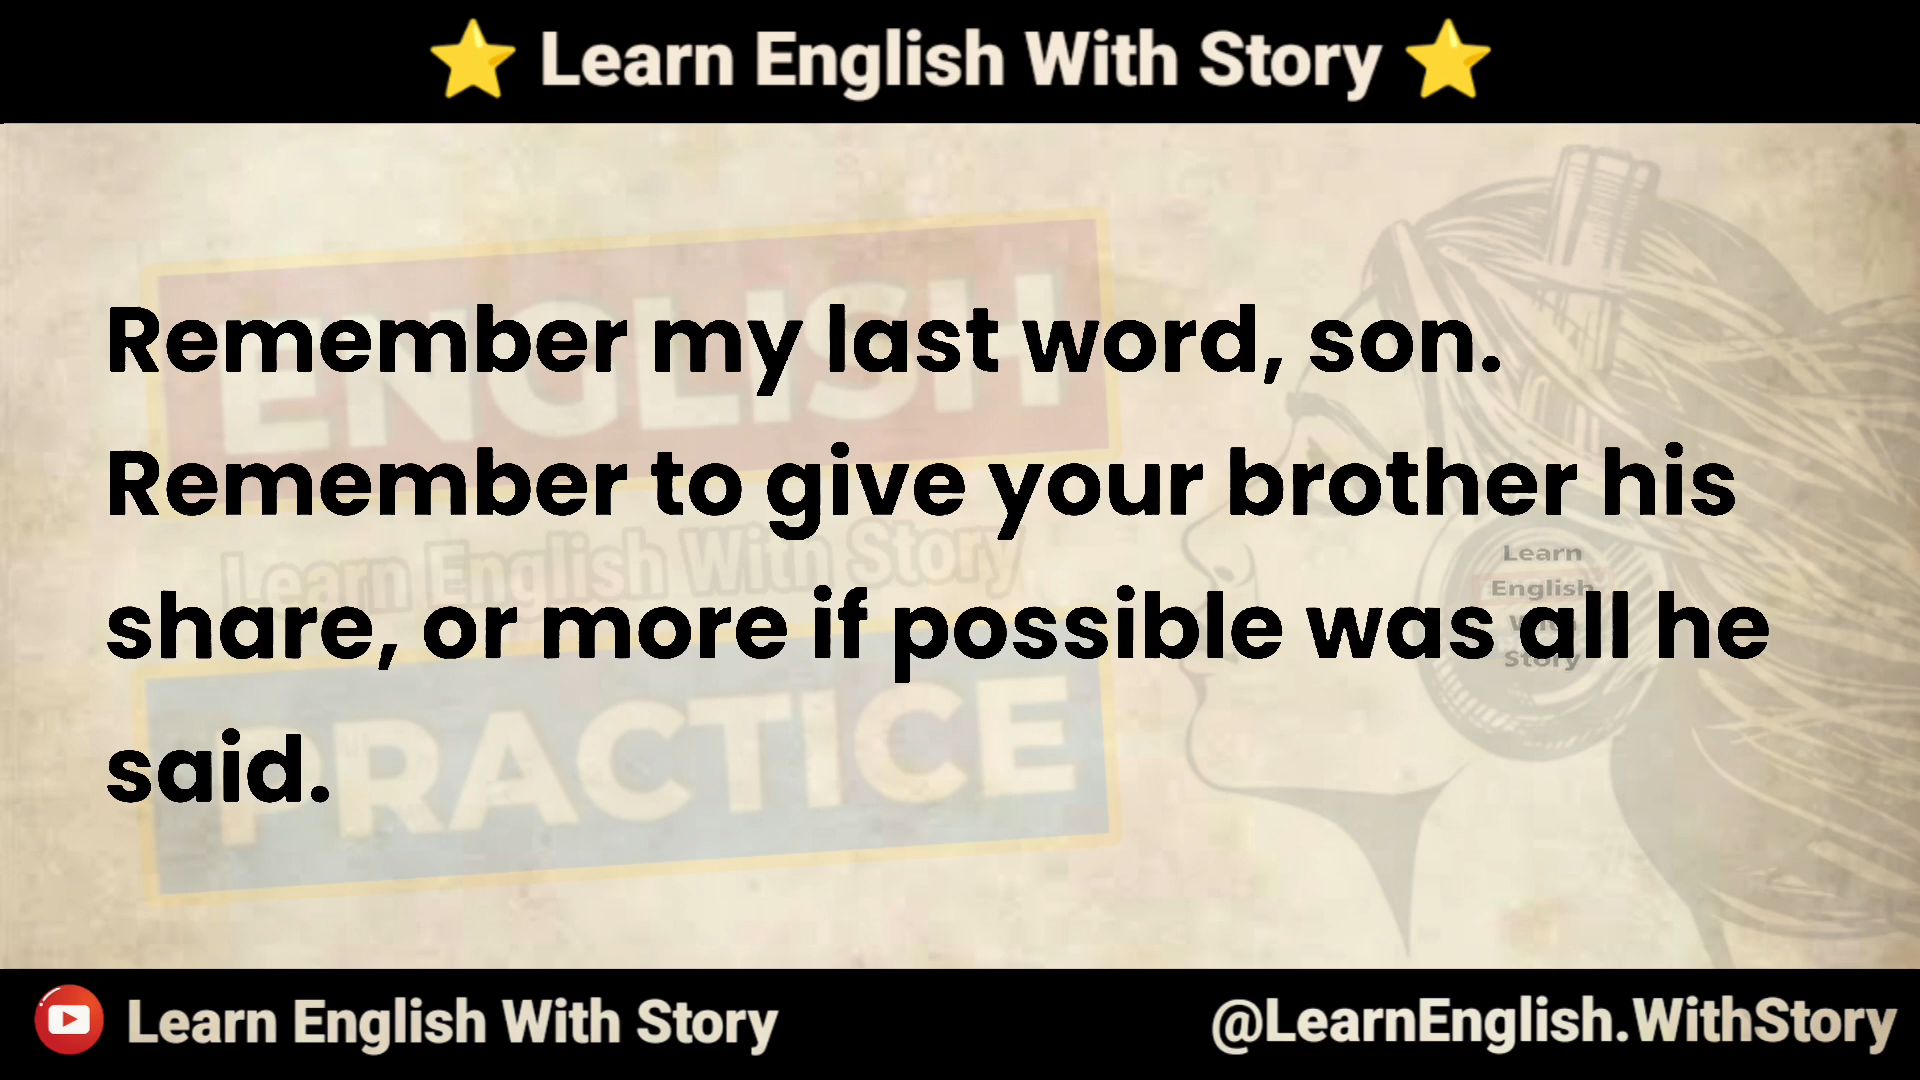 ⭐ Learn English With Story ⭐
ENGLISH
Remember my last word, son.
Remember to give your brother his
Learn English With Story
share, or more if possible was all he
said.
PRACTICE
Learn
English
With
Story
Learn English With Story
@LearnEnglish.WithStory